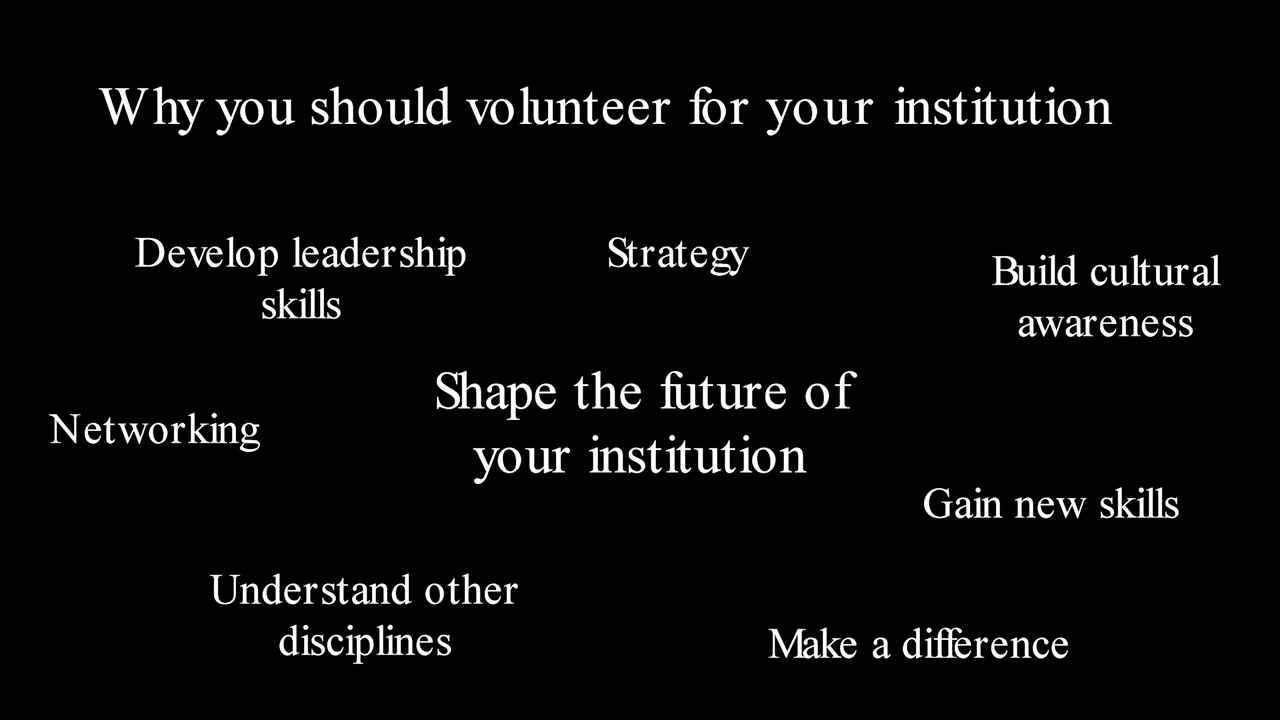 Why you should volunteer for your institution
Develop leadership
skills
Strategy
Build cultural
awareness
Shape the future of
your institution
Networking
Gain new skills
Understand other
disciplines
Make a difference